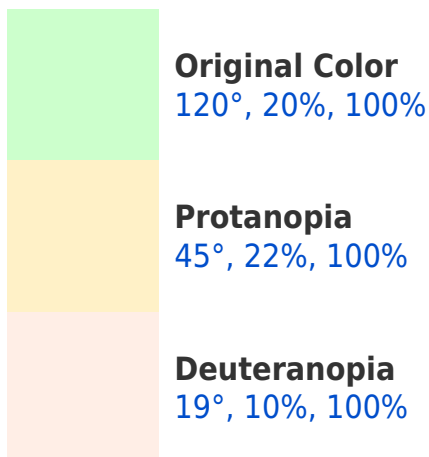 Original Color
120°, 20%, 100%
Protanopia
45°, 22%, 100%
Deuteranopia
19°, 10%, 100%